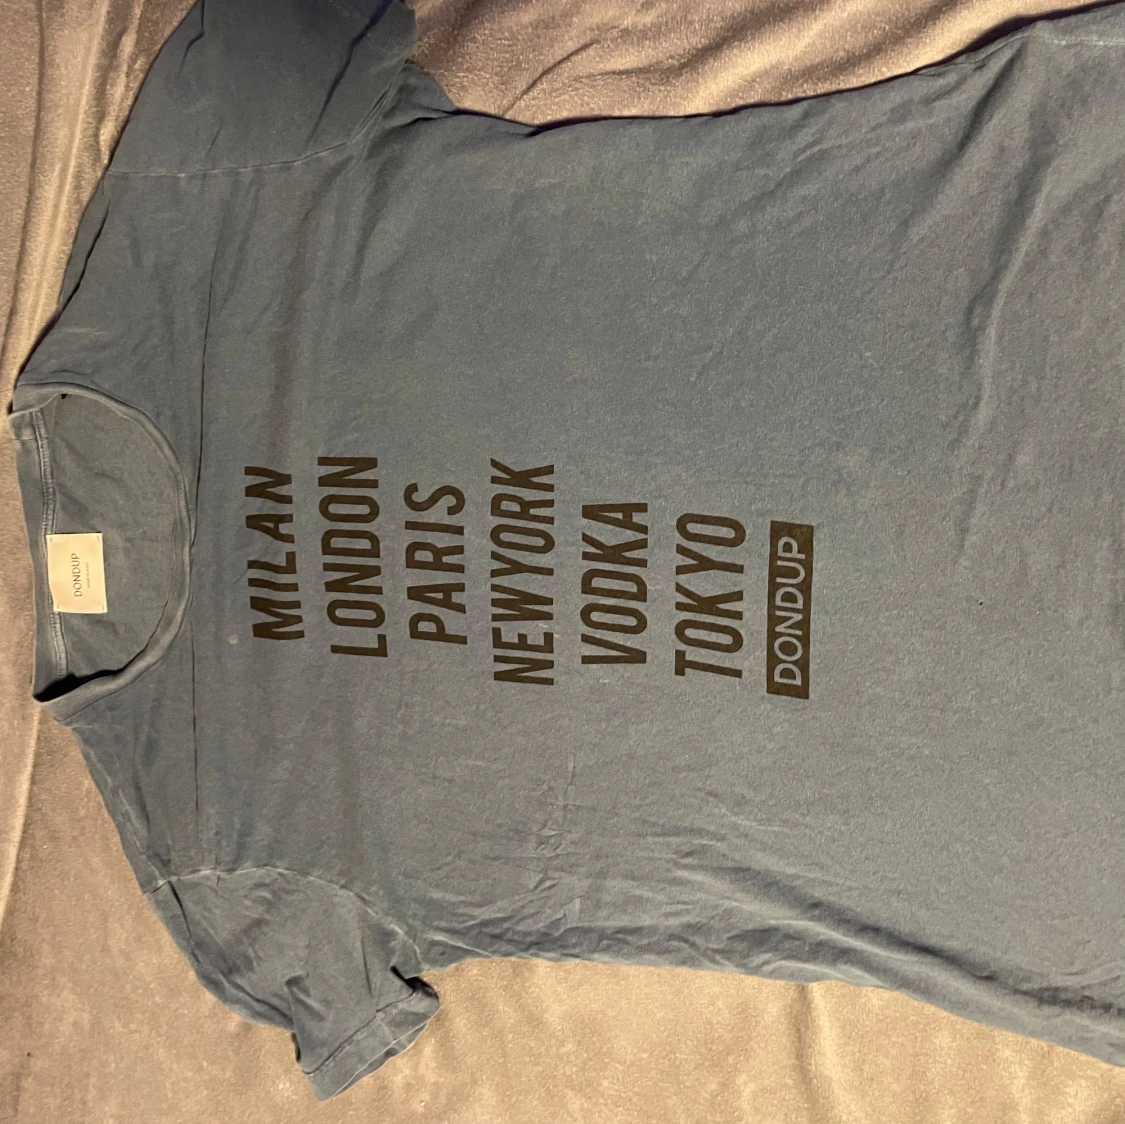 DONDUP
MILAN
LONDON
PARIS
NEWYORK
VODKA
TOKYO
DONDUP